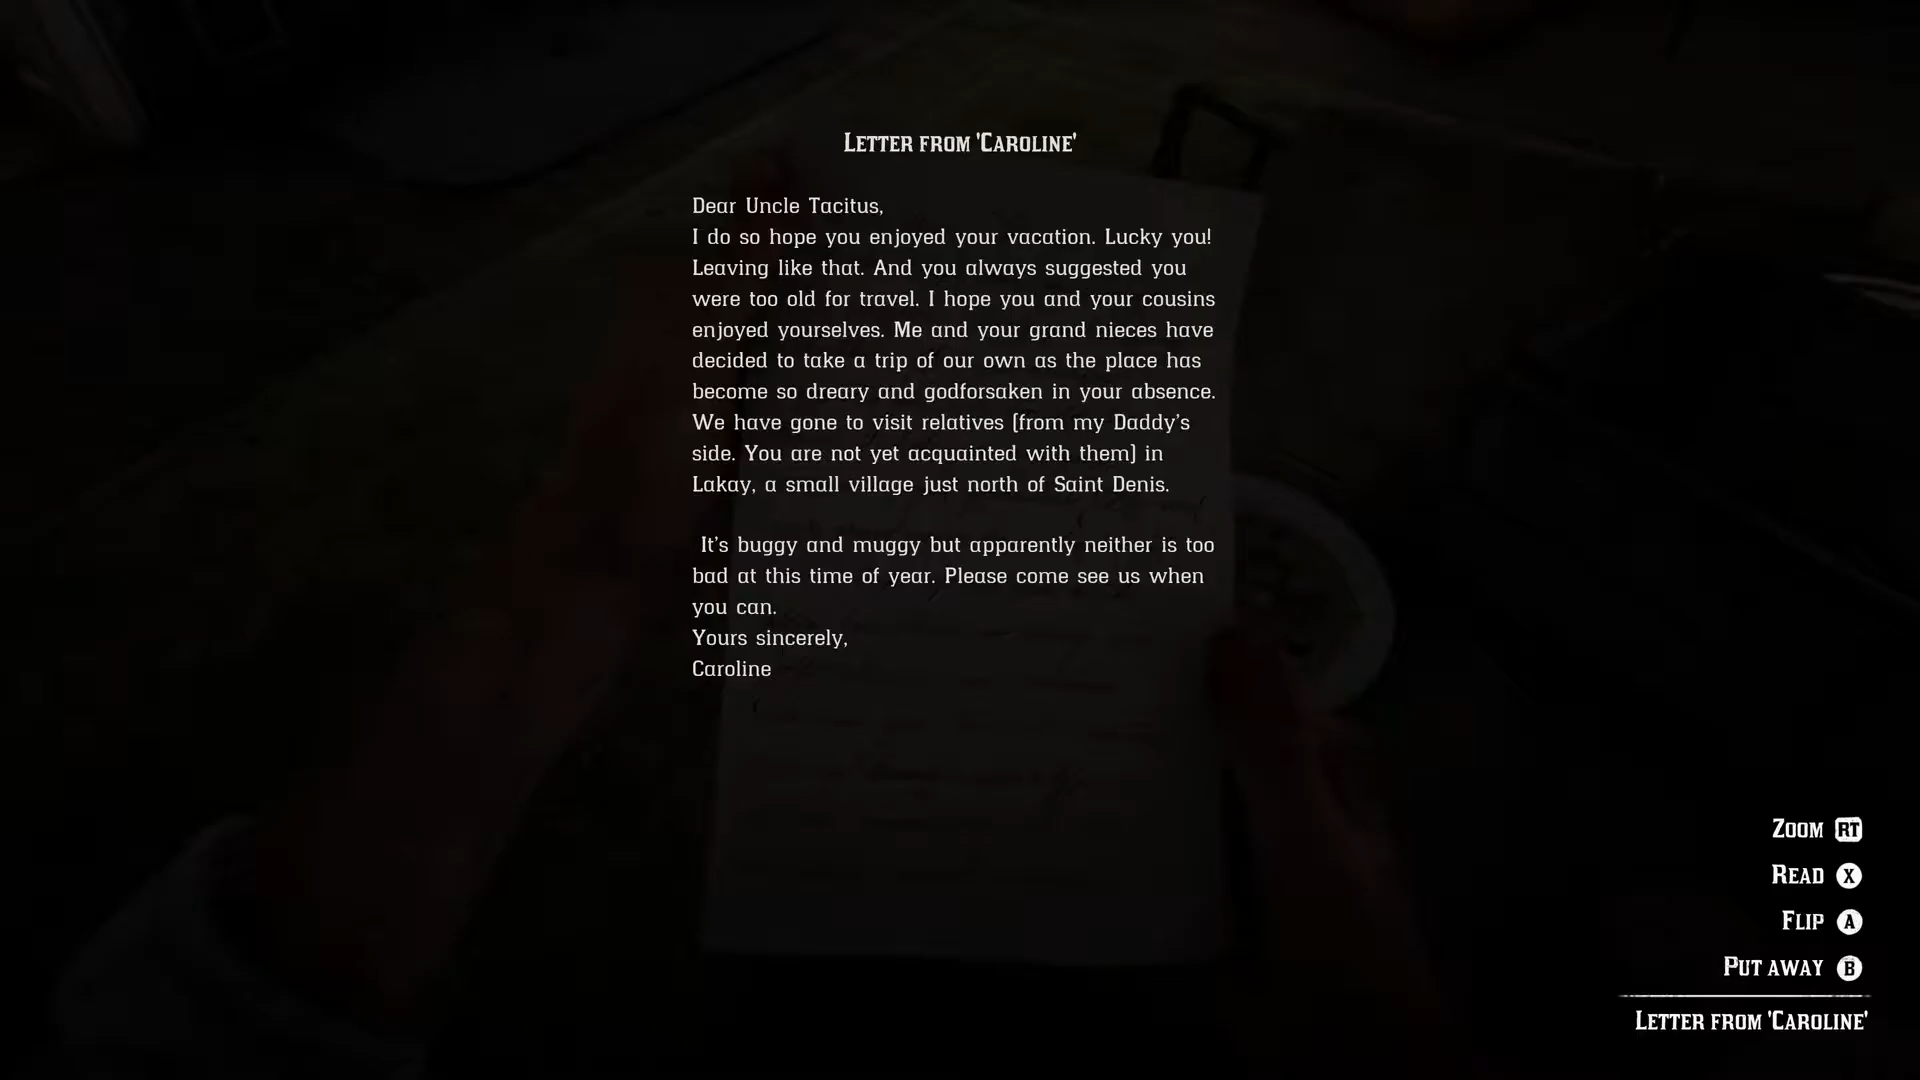 Letter from 'Caroline'
Dear Uncle Tacitus,
I do so hope you enjoyed your vacation. Lucky you!
Leaving like that. And you always suggested you
were too old for travel. I hope you and your cousins
enjoyed yourselves. Me and your grand nieces have
decided to take a trip of our own as the place has
become so dreary and godforsaken in your absence.
We have gone to visit relatives (from my Daddy's
side. You are not yet acquainted with them) in
Lakay, a small village just north of Saint Denis.
It's buggy and muggy but apparently neither is too
bad at this time of year. Please come see us when
you can.
Yours sincerely,
Caroline
Zoom RT
Read X
Flip A
Put away B
Letter from 'Caroline'